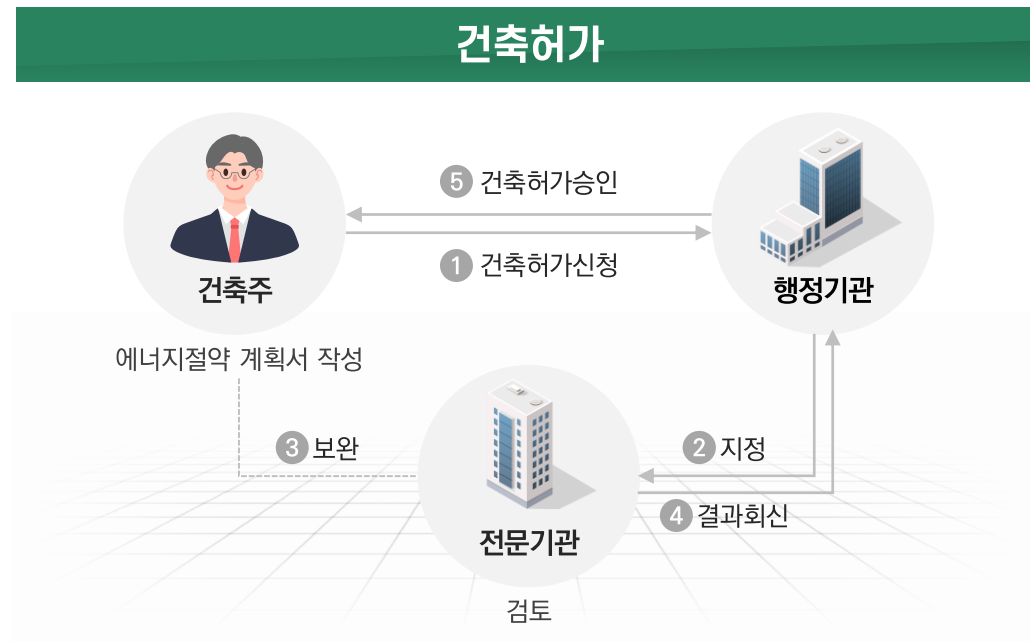 건축허가
5 건축허가승인
1 건축허가신청
건축주
행정기관
에너지절약 계획서 작성
3 보완
2 지정
4 결과회신
전문기관
검토